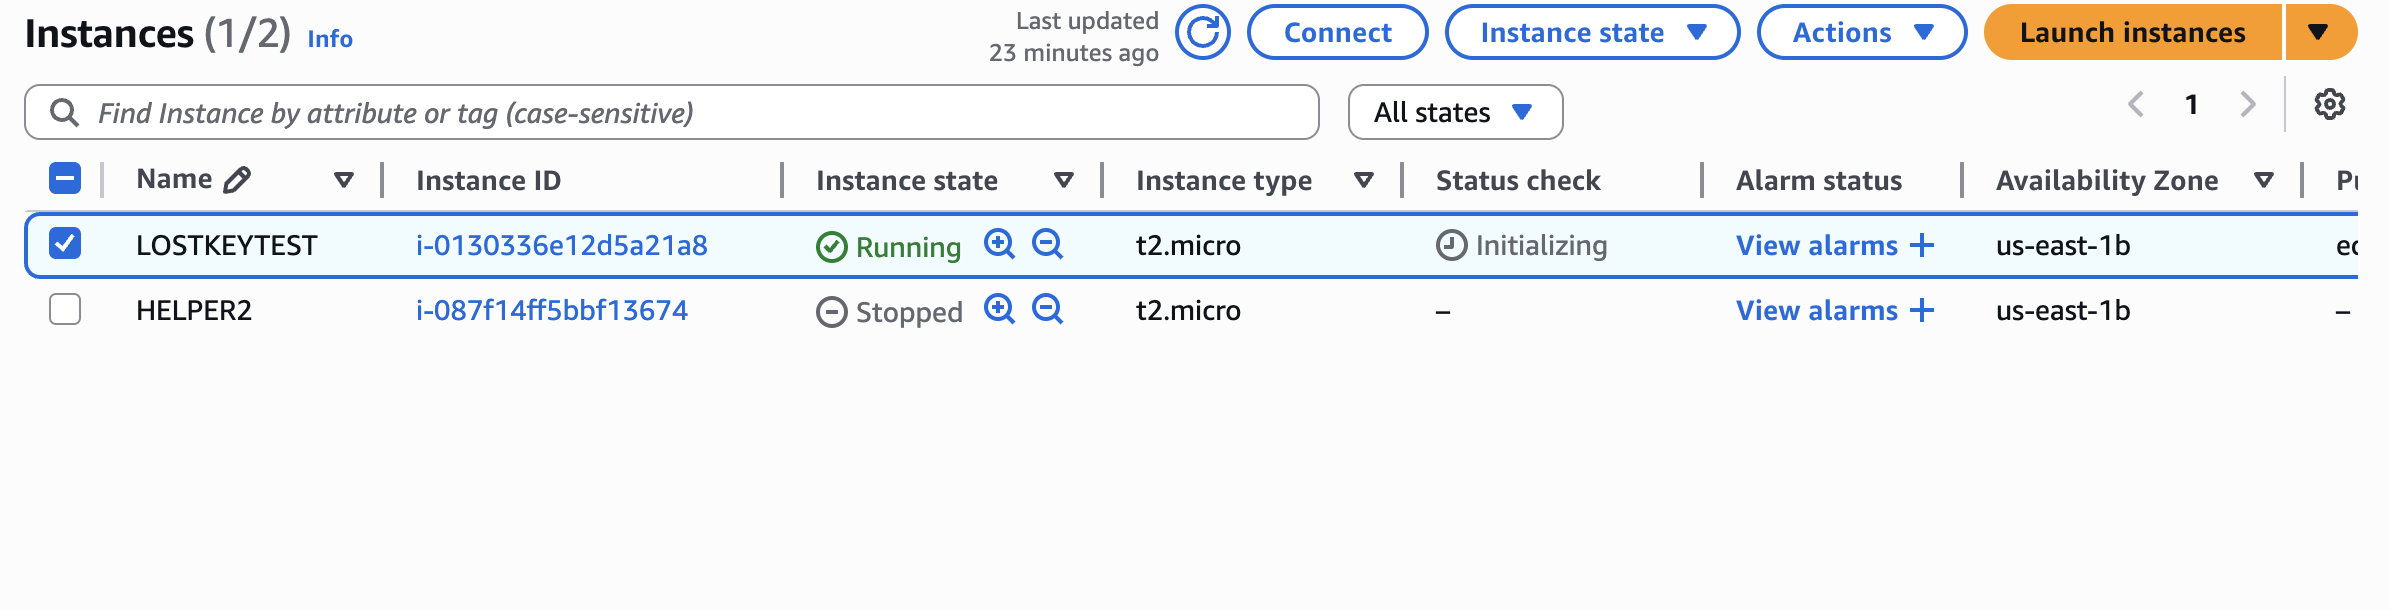 Instances (1/2) Info
Last updated
23 minutes ago
Connect
Instance state
Actions
Launch instances
Find Instance by attribute or tag (case-sensitive)
All states
1
Name Instance ID Instance state Instance type Status check Alarm status Availability Zone
LOSTKEYTEST i-0130336e12d5a21a8 Running t2.micro Initializing View alarms + us-east-1b
HELPER2 i-087f14ff5bbf13674 Stopped t2.micro – View alarms + us-east-1b –